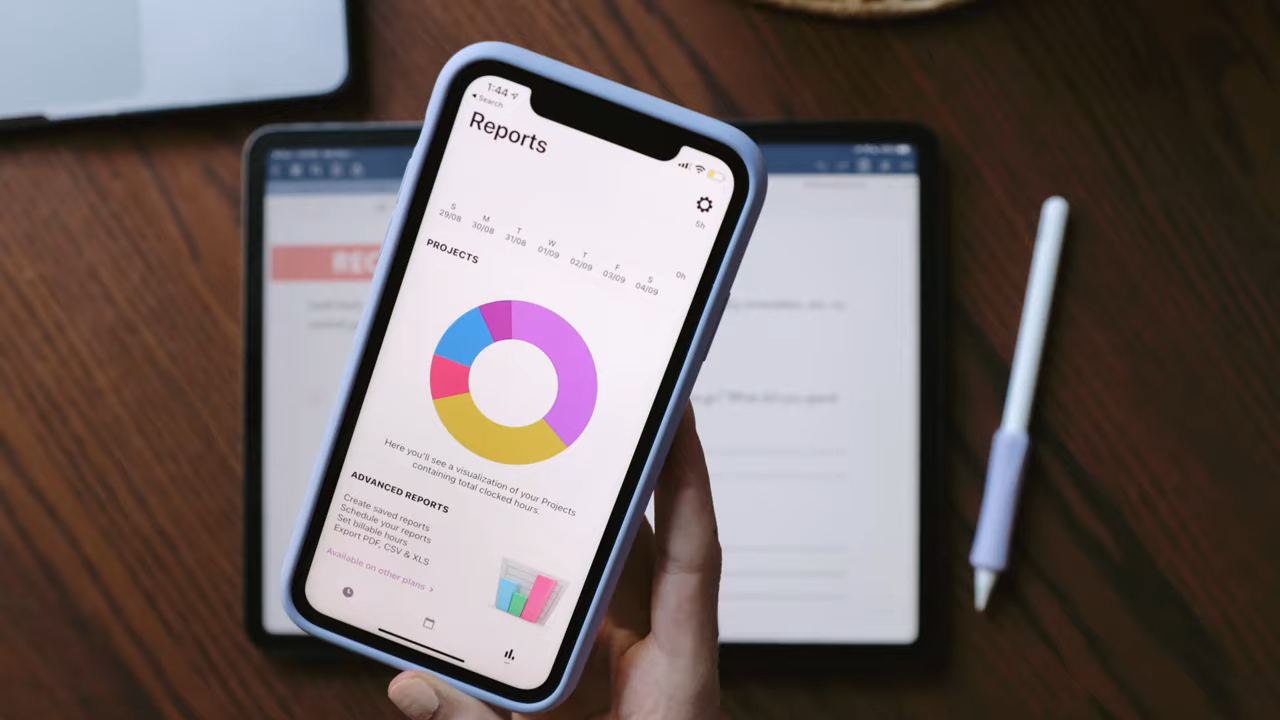 1:44
◂ Search
Reports
5h
S M T W T F S
29/08 30/08 31/08 01/09 02/09 03/09 04/09
0h
PROJECTS
Here you'll see a visualization of your Projects
containing total clocked hours.
ADVANCED REPORTS
Create saved reports
Schedule your reports
Set billable hours
Export PDF, CSV & XLS
Available on other plans ›